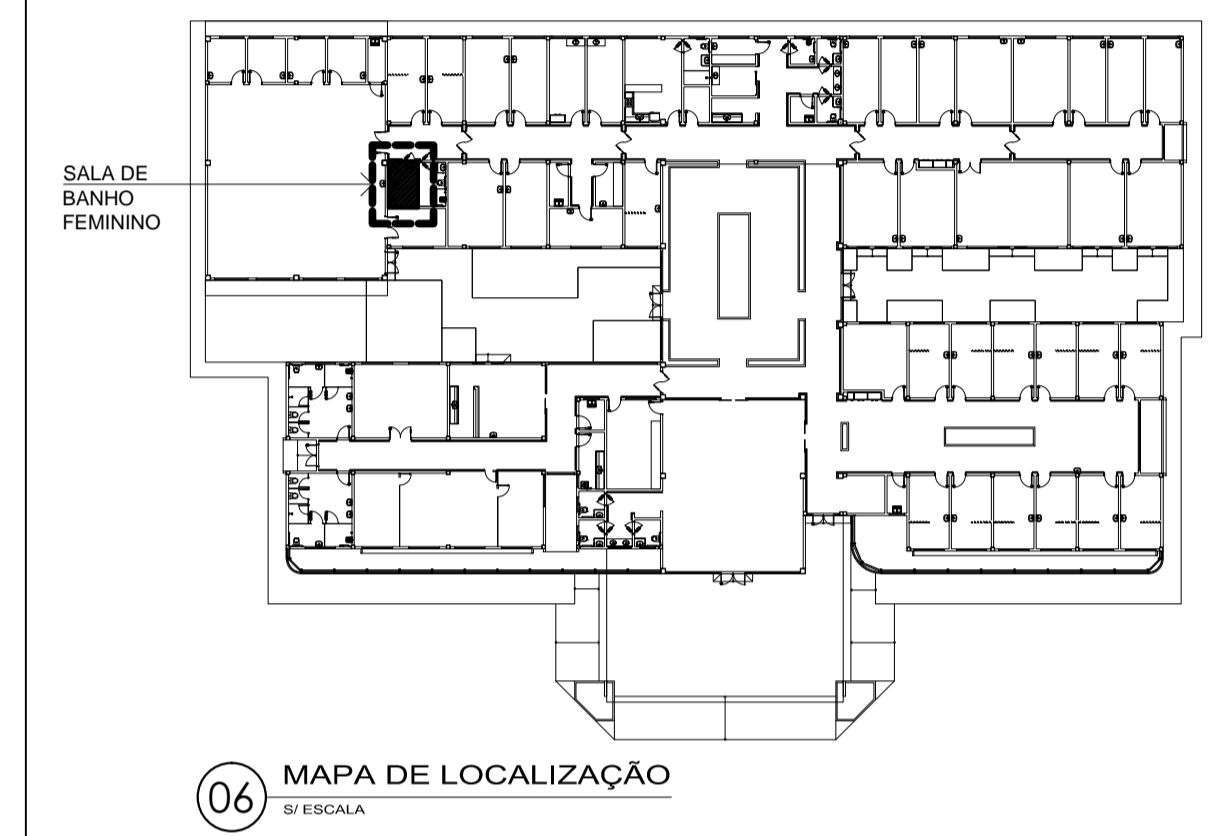 SALA DE
BANHO
FEMININO
06
MAPA DE LOCALIZAÇÃO
S/ ESCALA